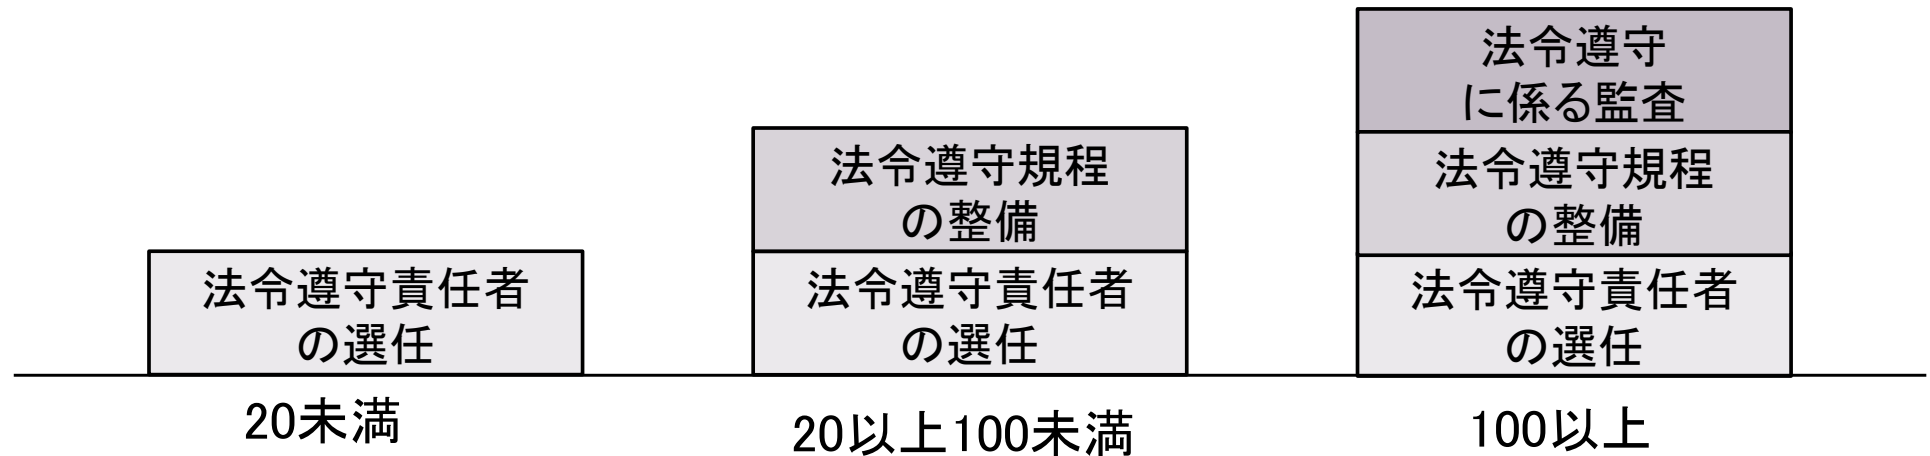 法令遵守責任者
の選任
20未満
法令遵守規程
の整備
法令遵守責任者
の選任
20以上100未満
法令遵守
に係る監査
法令遵守規程
の整備
法令遵守責任者
の選任
100以上